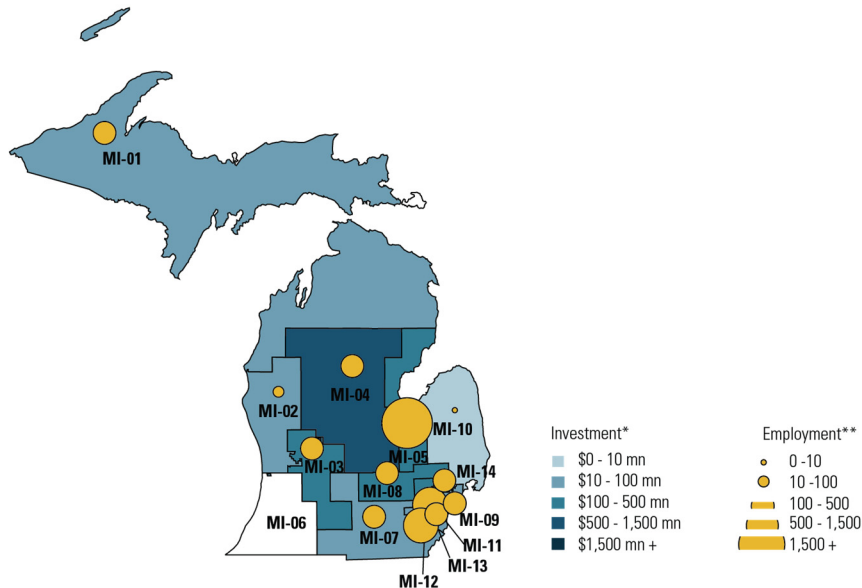 MI-01
MI-04
MI-02
MI-10
MI-05
MI-03
MI-14
MI-08
MI-09
MI-06
MI-07
MI-11
MI-13
MI-12
Investment*
$0 - 10 mn
$10 - 100 mn
$100 - 500 mn
$500 - 1,500 mn
$1,500 mn +
Employment**
0 -10
10 -100
100 - 500
500 - 1,500
1,500 +